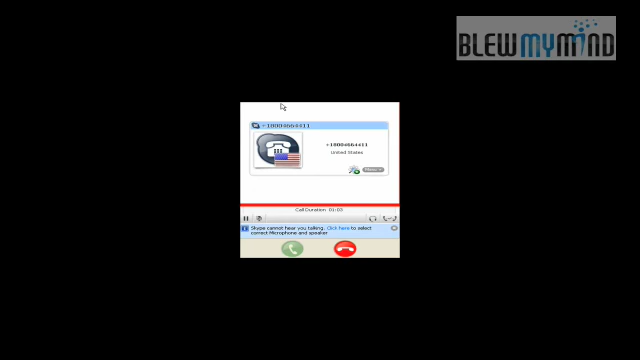 BLEWMYMIND
+18004664411
+18004664411
United States
Menu
Call Duration 01:03
Skype cannot hear you talking. Click here to select
correct Microphone and speaker